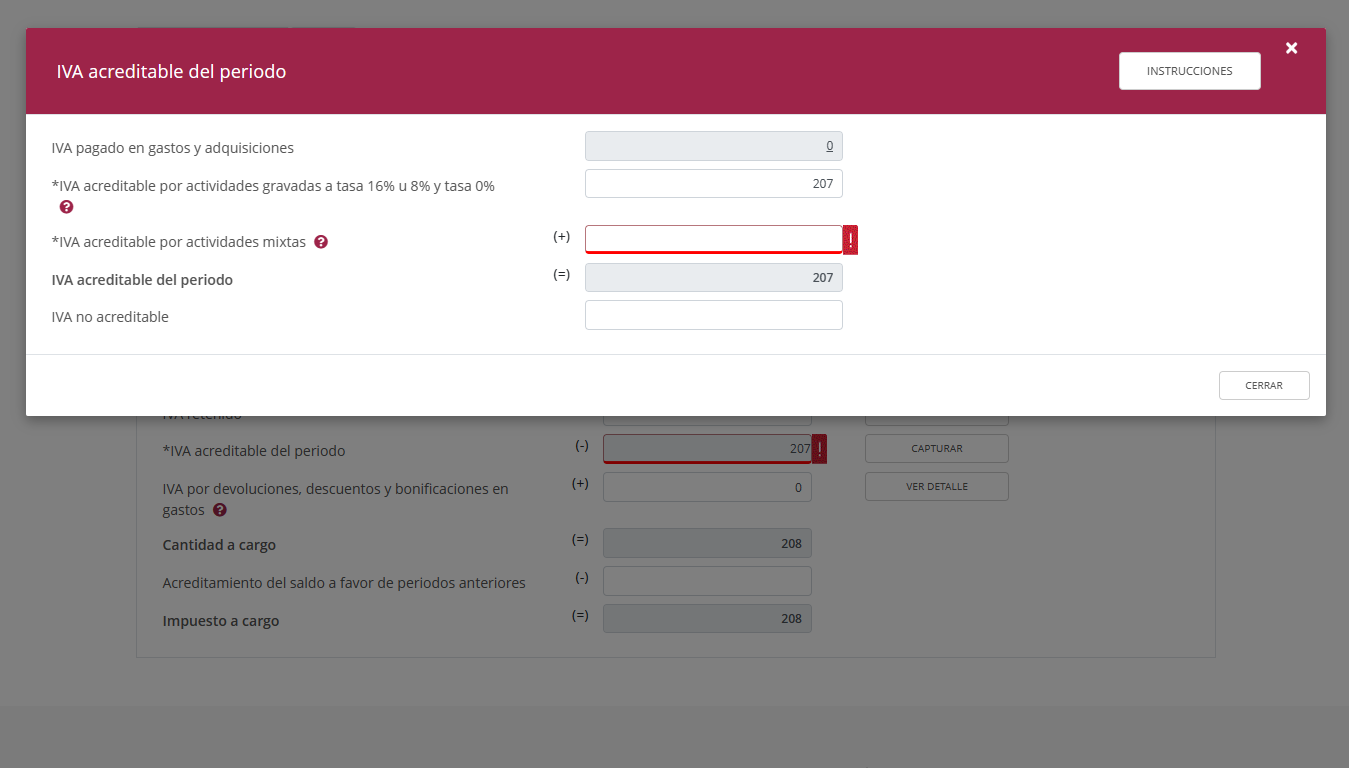 IVA acreditable del periodo
INSTRUCCIONES
IVA pagado en gastos y adquisiciones 0
*IVA acreditable por actividades gravadas a tasa 16% u 8% y tasa 0% 207
*IVA acreditable por actividades mixtas (+)
IVA acreditable del periodo (=) 207
IVA no acreditable
CERRAR
IVA retenido
*IVA acreditable del periodo (-) 207 CAPTURAR
IVA por devoluciones, descuentos y bonificaciones en (+) 0 VER DETALLE
gastos
Cantidad a cargo (=) 208
Acreditamiento del saldo a favor de periodos anteriores (-)
Impuesto a cargo (=) 208